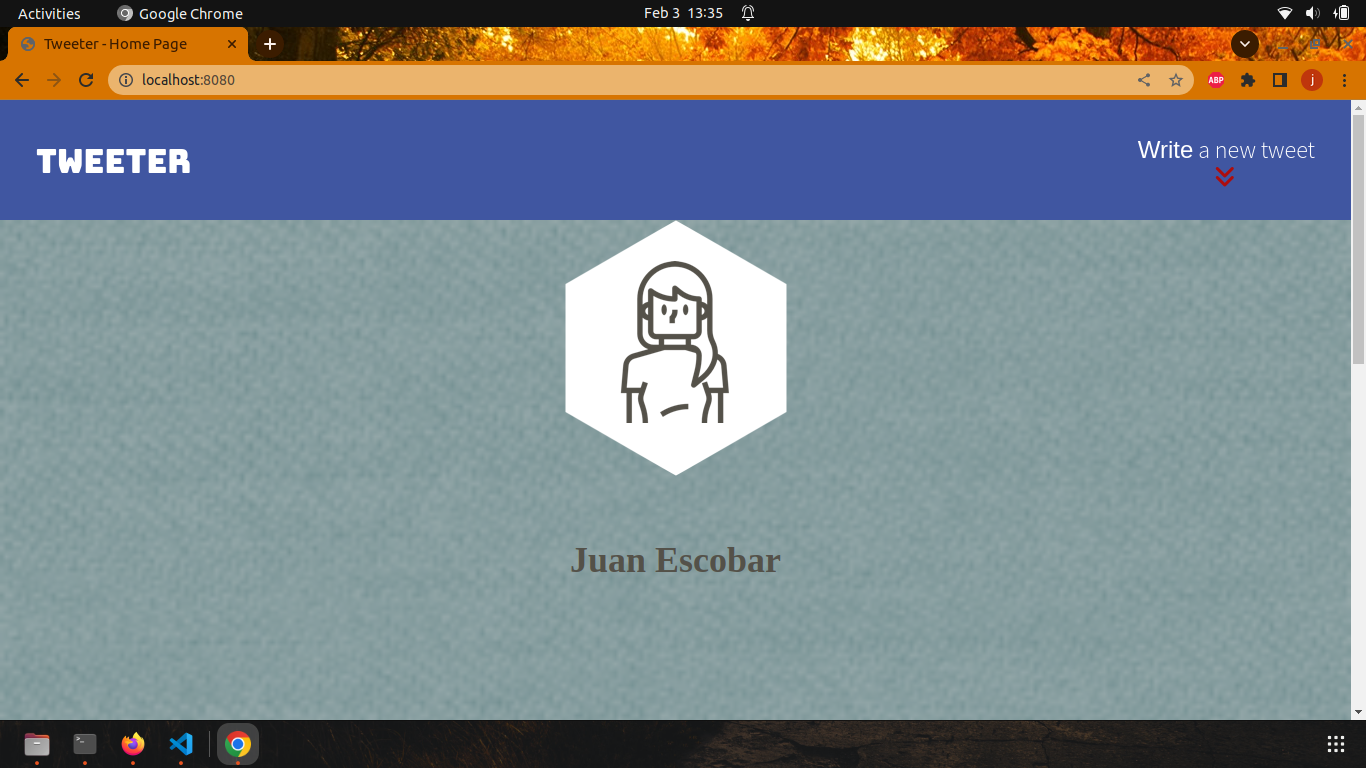 Activities
Google Chrome
Feb 3 13:35
Tweeter - Home Page
localhost:8080
ABP
j
TWEETER
Write a new tweet
Juan Escobar